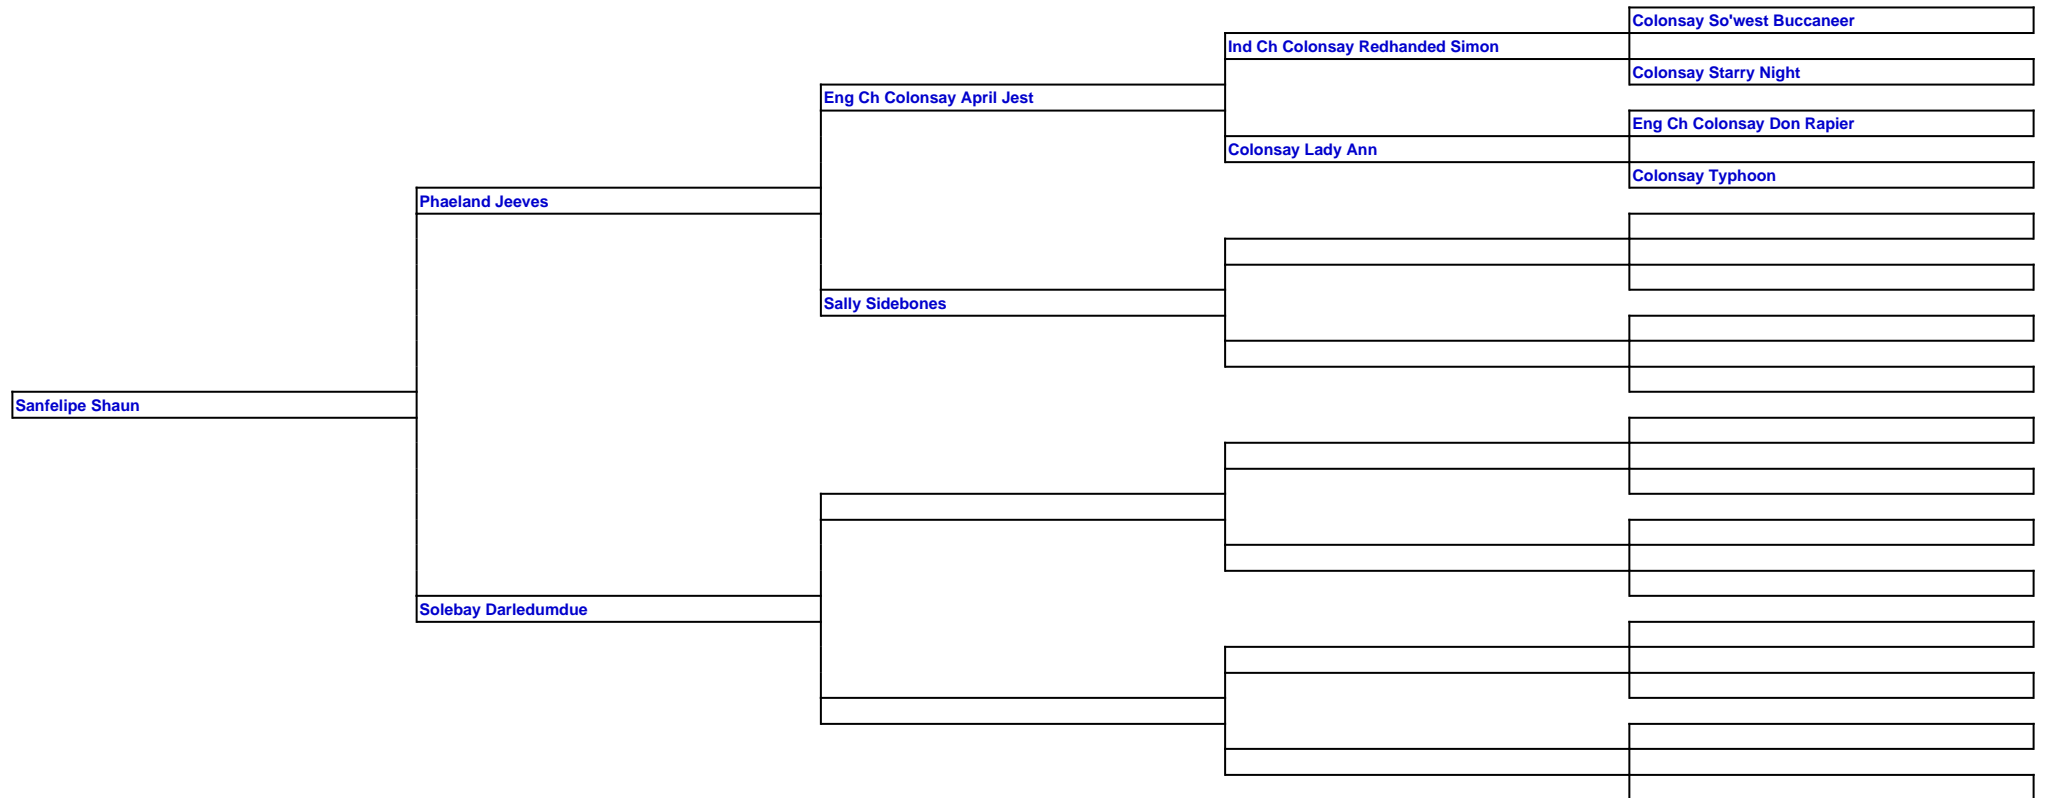 Colonsay So'west Buccaneer
Ind Ch Colonsay Redhanded Simon
Colonsay Starry Night
Eng Ch Colonsay April Jest
Eng Ch Colonsay Don Rapier
Colonsay Lady Ann
Colonsay Typhoon
Phaeland Jeeves
Sally Sidebones
Sanfelipe Shaun
Solebay Darledumdue